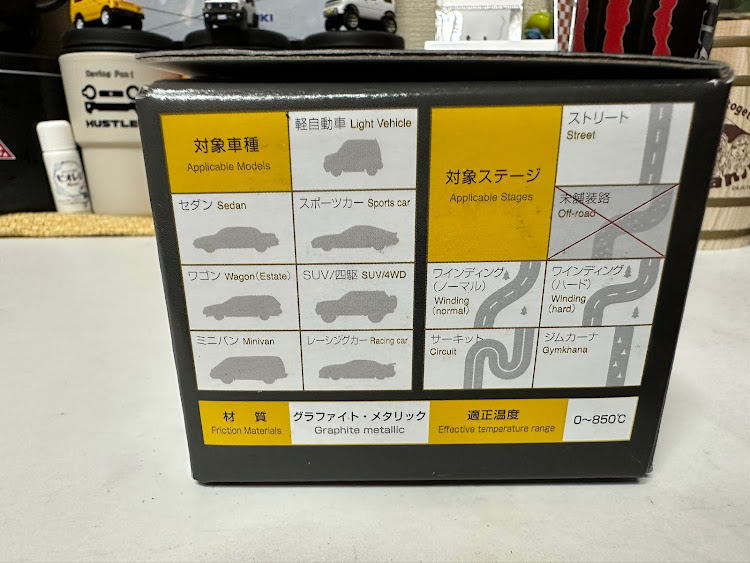 UKI
Having Fun!
HUSTLE
対象車種
Applicable Models
軽自動車 Light Vehicle
セダン Sedan
スポーツカー Sports car
ワゴン Wagon(Estate)
SUV/四駆 SUV/4WD
ミニバン Minivan
レーシングカー Racing car
対象ステージ
Applicable Stages
ストリート
Street
未舗装路
Off-road
ワインディング
(ノーマル)
Winding
(normal)
ワインディング
(ハード)
Winding
(hard)
サーキット
Circuit
ジムカーナ
Gymkhana
材 質
Friction Materials
グラファイト・メタリック
Graphite metallic
適正温度
Effective temperature range
0〜850℃